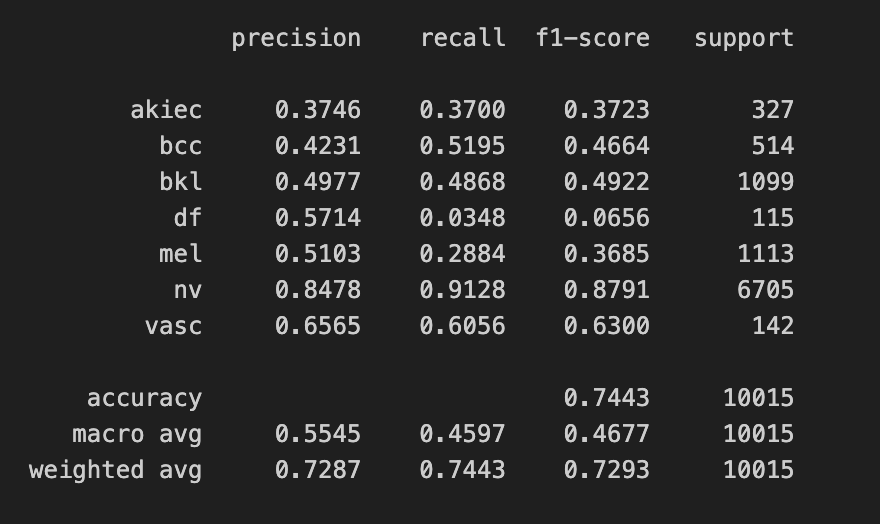 precision recall f1-score support
akiec 0.3746 0.3700 0.3723 327
bcc 0.4231 0.5195 0.4664 514
bkl 0.4977 0.4868 0.4922 1099
df 0.5714 0.0348 0.0656 115
mel 0.5103 0.2884 0.3685 1113
nv 0.8478 0.9128 0.8791 6705
vasc 0.6565 0.6056 0.6300 142
accuracy 0.7443 10015
macro avg 0.5545 0.4597 0.4677 10015
weighted avg 0.7287 0.7443 0.7293 10015